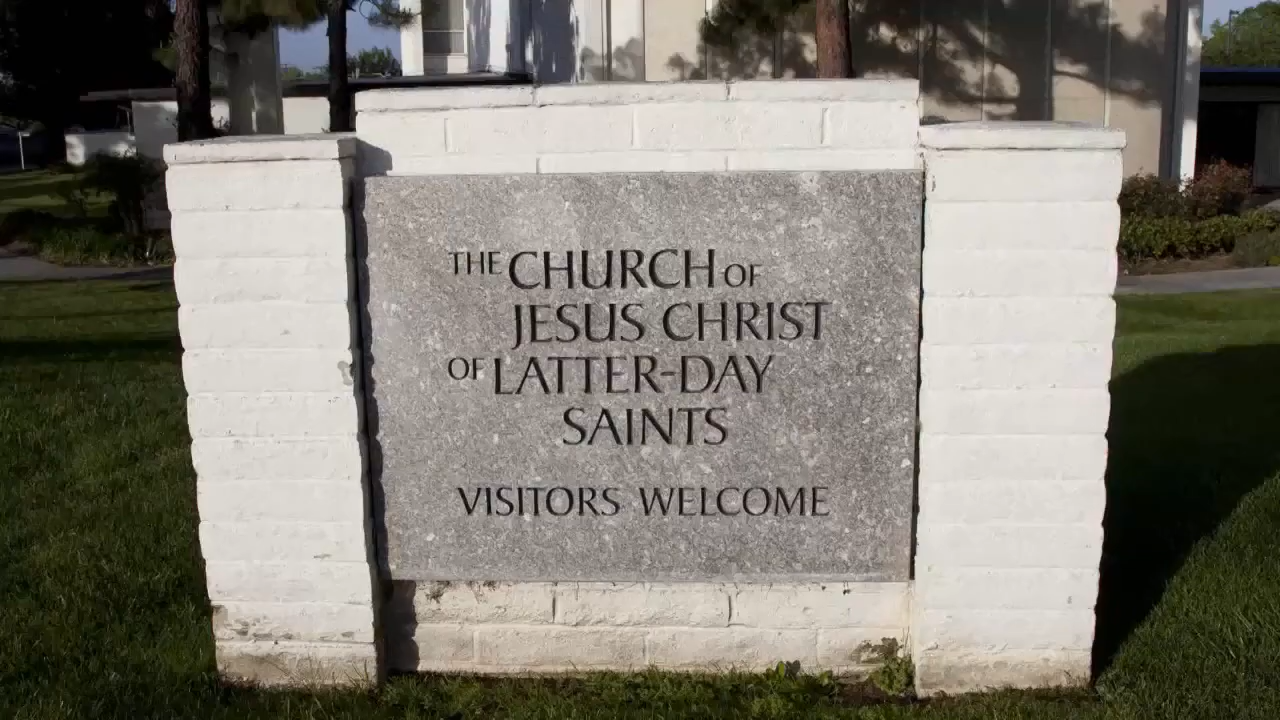 THE CHURCH OF
JESUS CHRIST
OF LATTER-DAY
SAINTS
VISITORS WELCOME